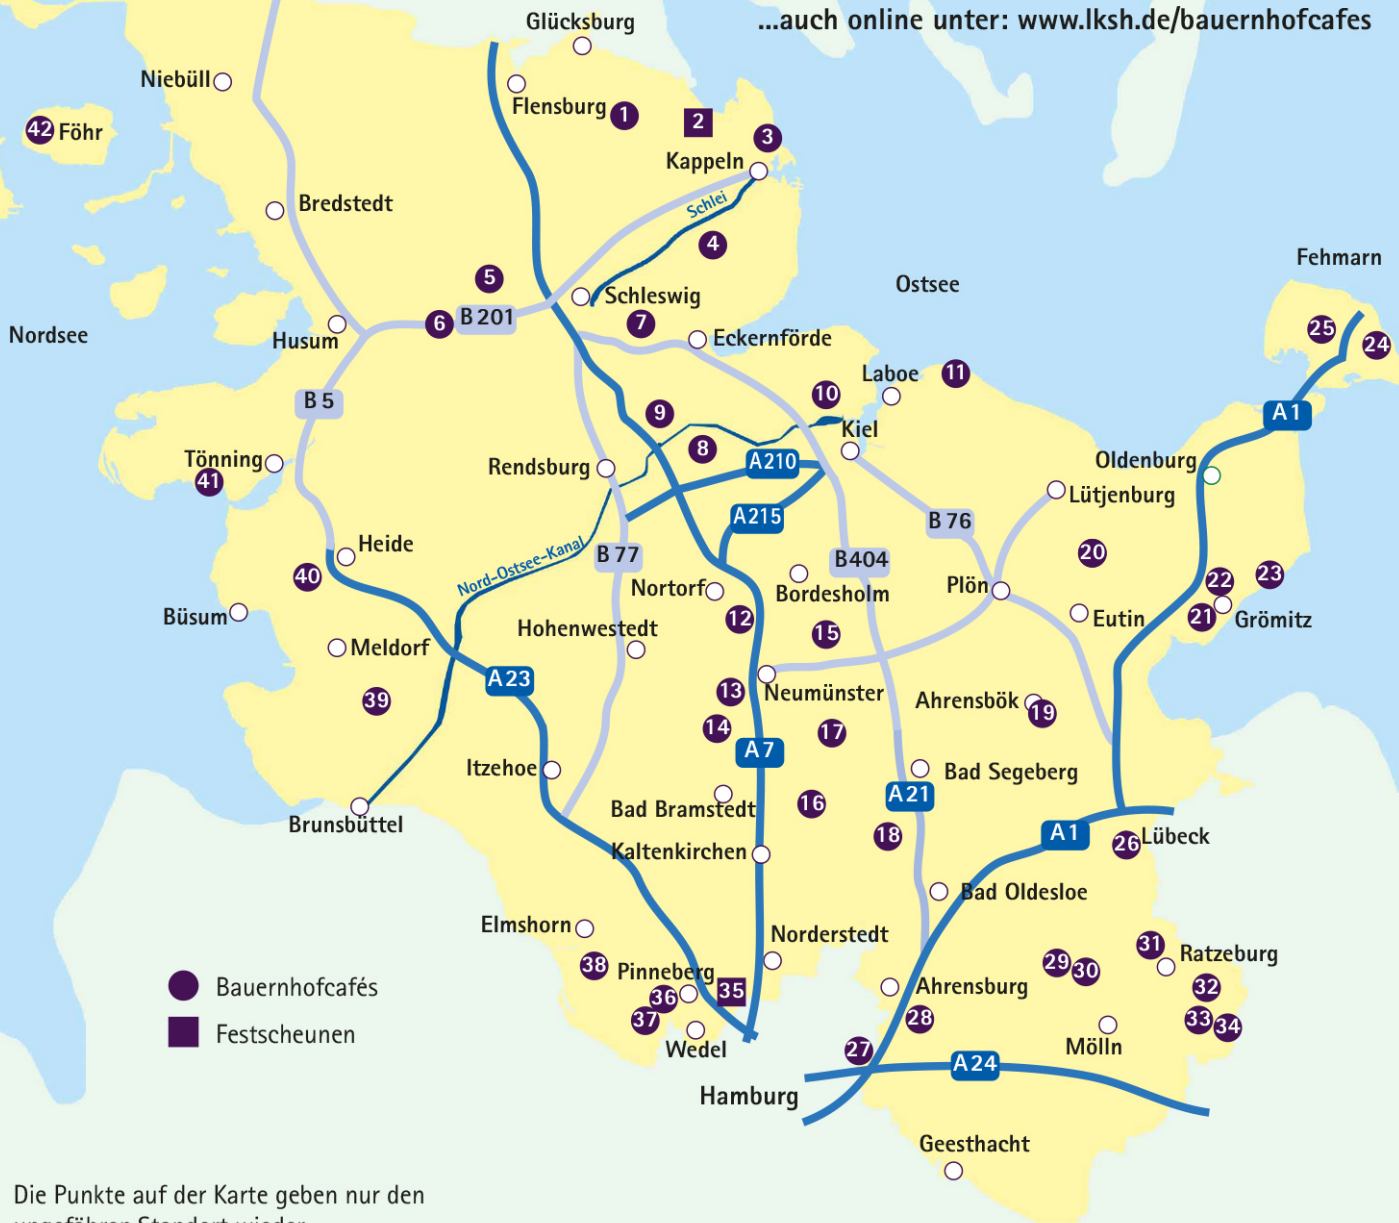 ...auch online unter: www.lksh.de/bauernhofcafes
Glücksburg
Niebüll
Flensburg
1
2
3
42 Föhr
Kappeln
Bredstedt
Schlei
4
Fehmarn
5
Ostsee
Schleswig
Nordsee
Husum
6
B 201
7
Eckernförde
25
24
Laboe
11
10
B 5
9
A 1
Kiel
8
Tönning
41
Rendsburg
A210
Oldenburg
Lütjenburg
A215
B 76
Heide
Nord-Ostsee-Kanal
B 77
B404
20
40
Nortorf
Bordesholm
Plön
22
23
Büsum
12
Eutin
21
Grömitz
Hohenwestedt
15
Meldorf
A 23
13
Neumünster
39
Ahrensbök
19
14
17
A 7
Itzehoe
Bad Segeberg
Bad Bramstedt
16
A21
Brunsbüttel
18
A 1
26
Lübeck
Kaltenkirchen
Bad Oldesloe
Elmshorn
Norderstedt
31
Ratzeburg
38
Pinneberg
29
30
Bauernhofcafés
36
35
Ahrensburg
32
37
28
33
34
Festscheunen
Wedel
27
Mölln
A24
Hamburg
Geesthacht
Die Punkte auf der Karte geben nur den
ungefähren Standort wieder